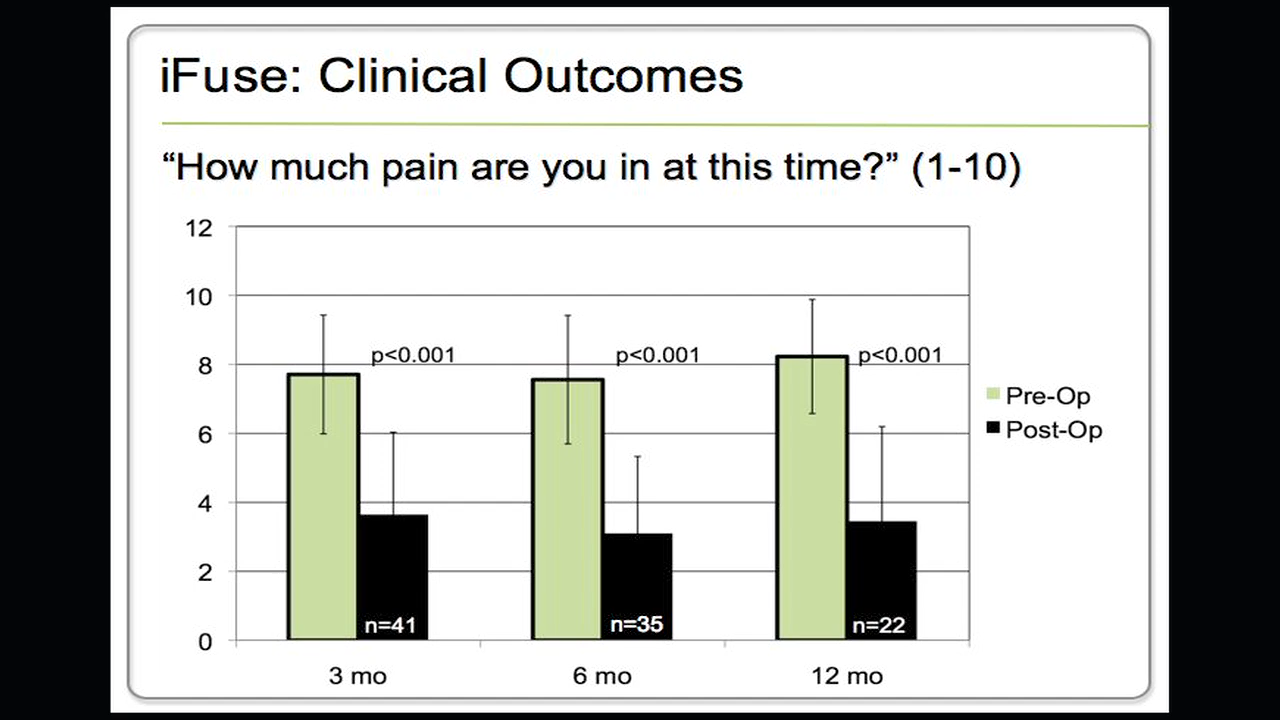 iFuse: Clinical Outcomes
“How much pain are you in at this time?” (1-10)
12
10
8
6
4
2
0
p<0.001
p<0.001
p<0.001
Pre-Op
Post-Op
n=41
n=35
n=22
3 mo
6 mo
12 mo